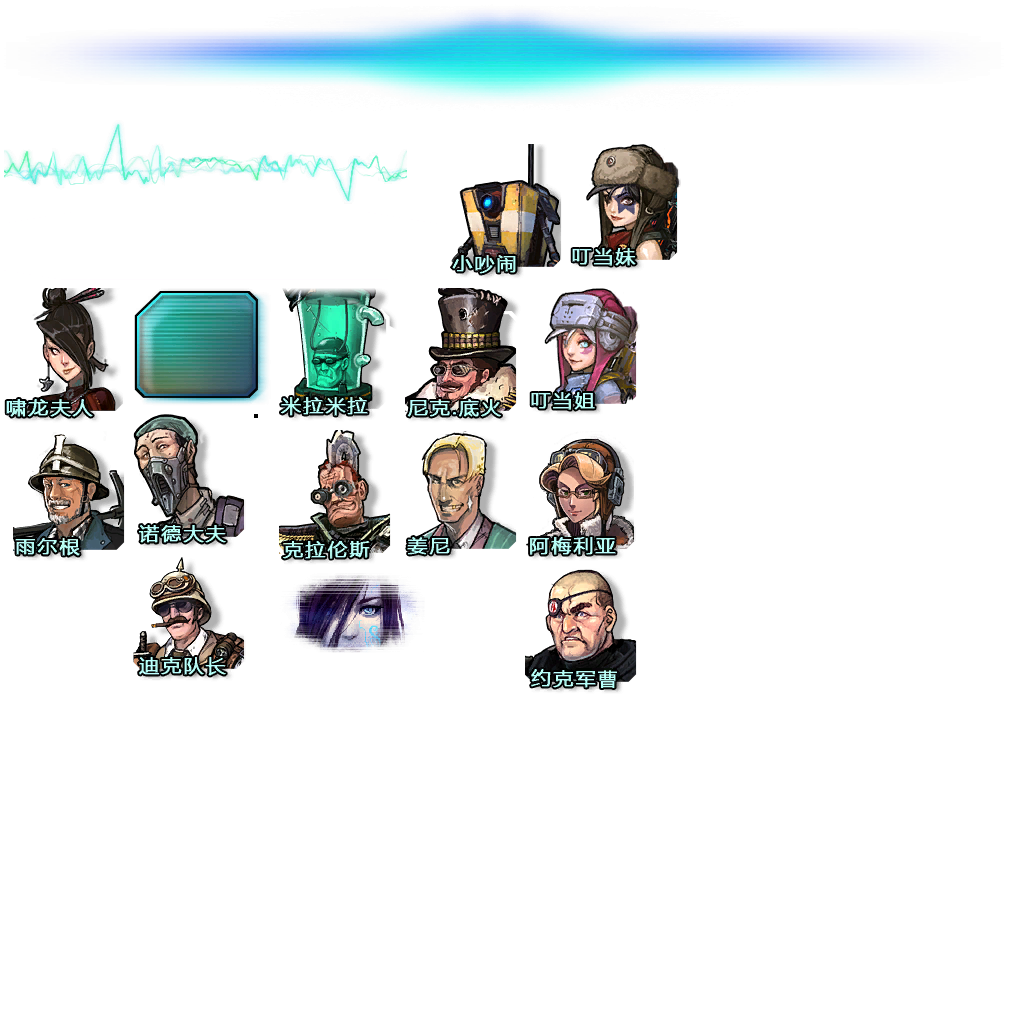 小吵闹
叮当妹
啸龙夫人
米拉米拉
尼克.底火
叮当姐
雨尔根
诺德大夫
克拉伦斯
姜尼
阿梅利亚
迪克队长
约克军曹